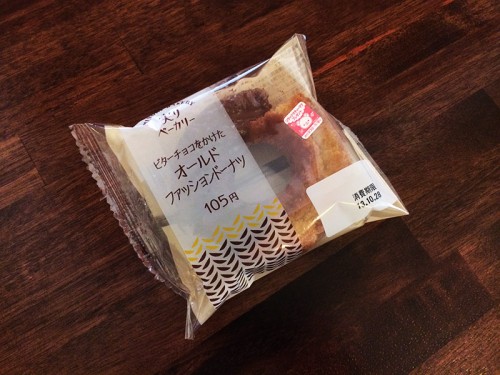 ベーカリー
ビターチョコをかけた
オールド
ファッションドーナツ
105円
消費期限
13.10.28